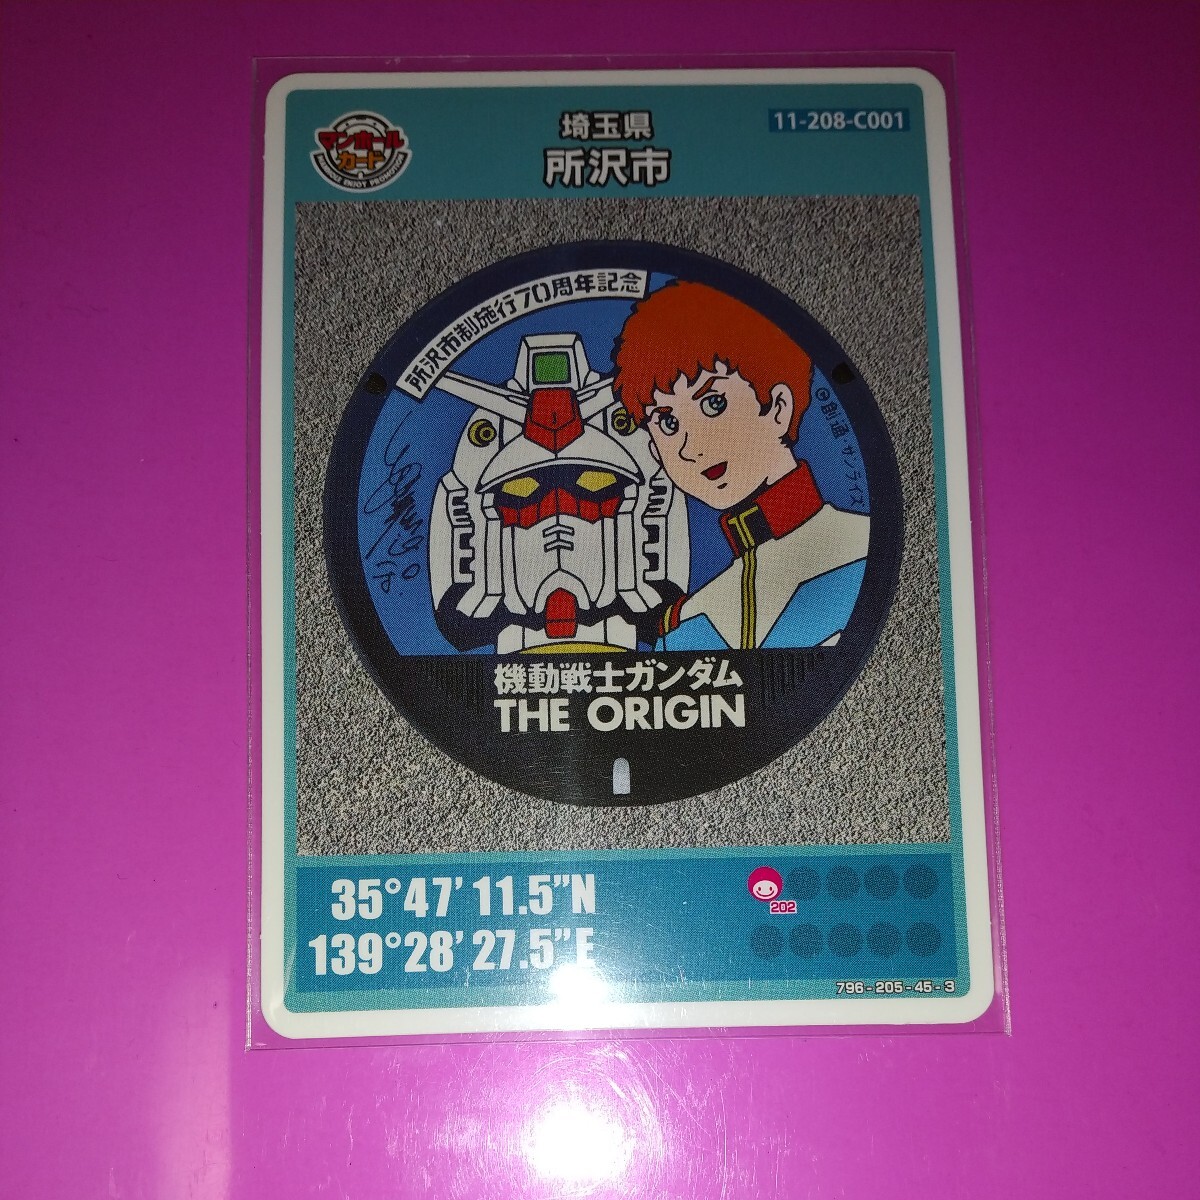 マンホール
カード
MANHOLE ENJOY PROMOTION
埼玉県
所沢市
11-208-C001
所沢市制施行70周年記念
©創通・サンライズ
機動戦士ガンダム
THE ORIGIN
35°47' 11.5"N
139°28' 27.5"E
202
796 - 205 - 45 - 3